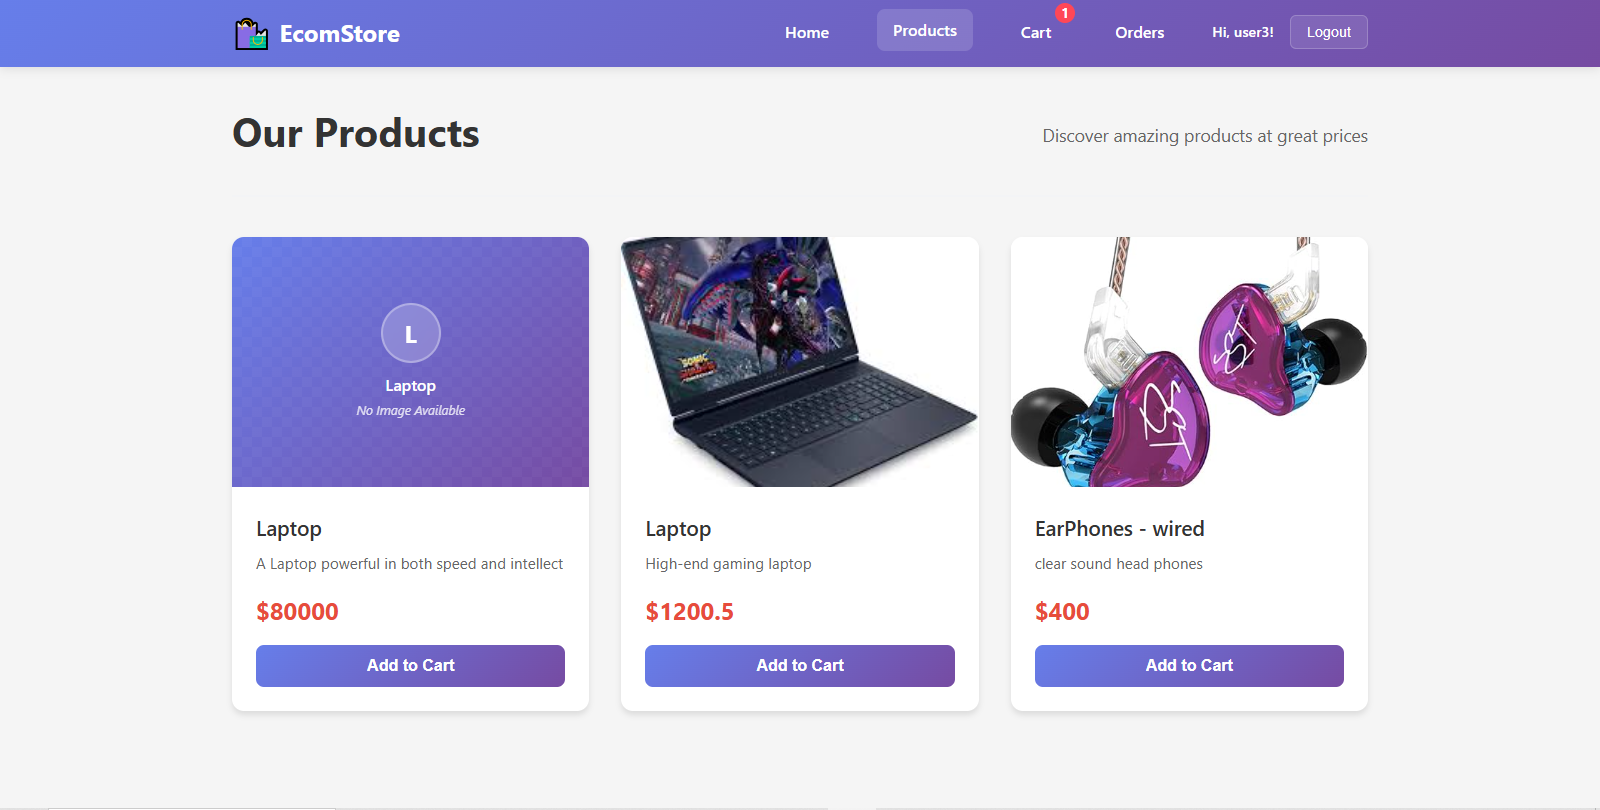 EcomStore
Home
Products
Cart
1
Orders
Hi, user3!
Logout
Our Products
Discover amazing products at great prices
L
Laptop
No Image Available
SONIC
Laptop
A Laptop powerful in both speed and intellect
$80000
Add to Cart
Laptop
High-end gaming laptop
$1200.5
Add to Cart
EarPhones - wired
clear sound head phones
$400
Add to Cart